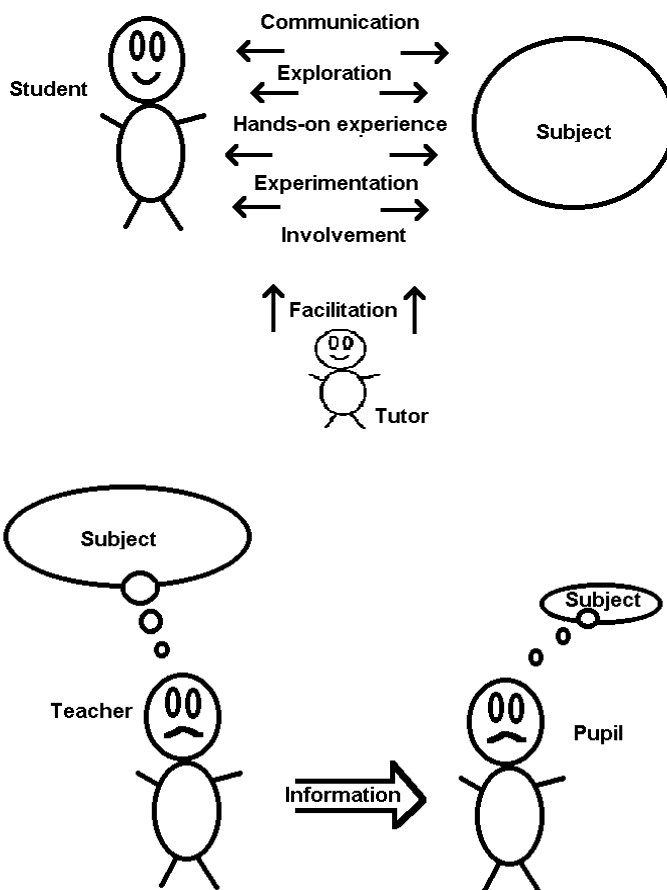 Communication
Exploration
Student
Hands-on experience
Subject
Experimentation
Involvement
Facilitation
Tutor
Subject
Subject
Teacher
Pupil
Information